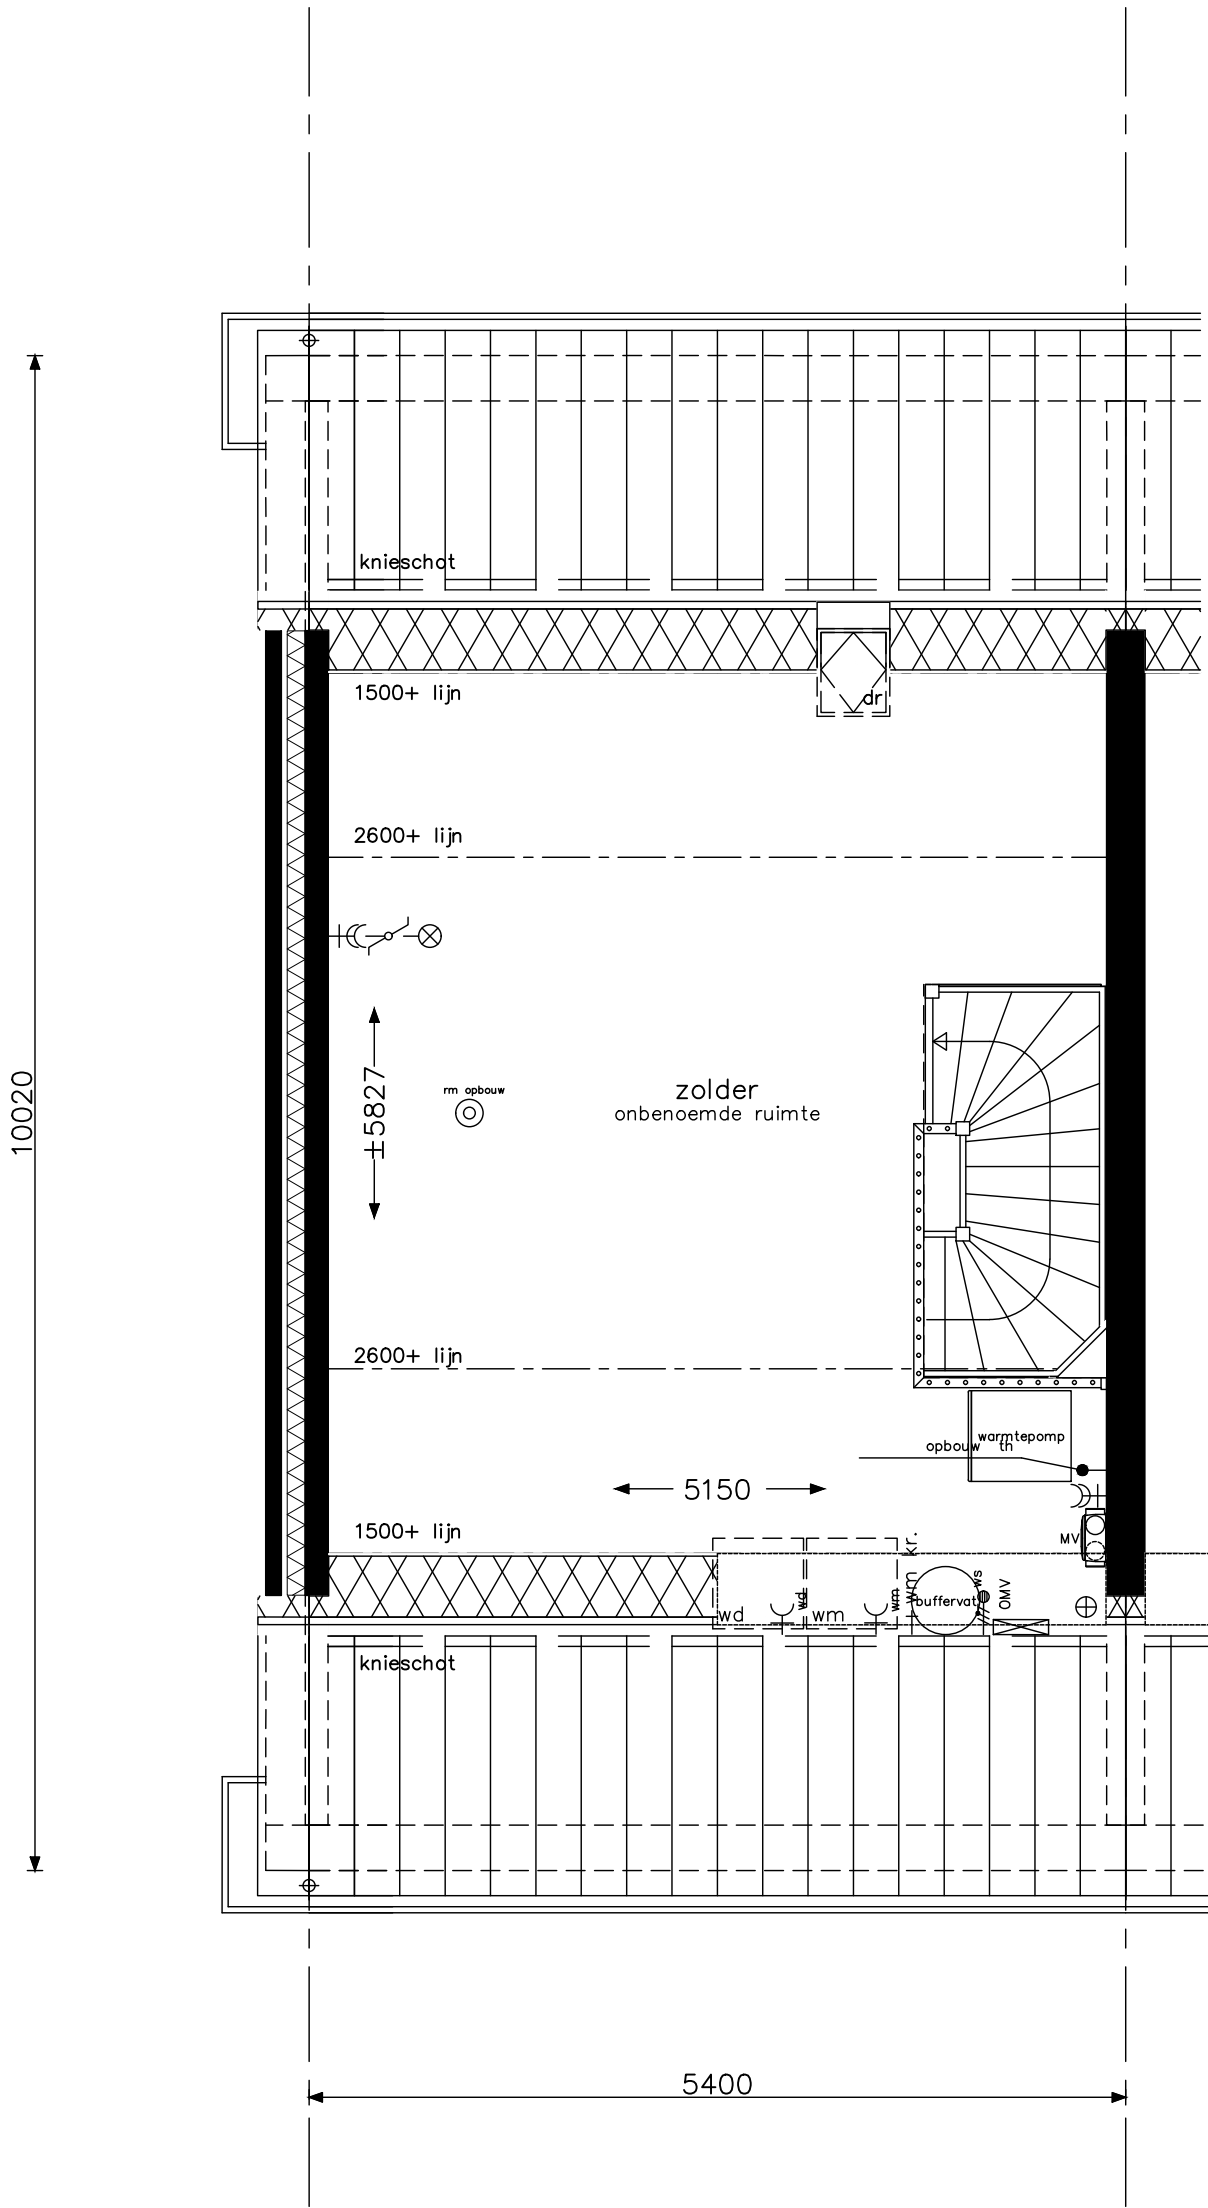 knieschot
1500+ lijn
dr
2600+ lijn
10020
±5827
rm opbouw
zolder
onbenoemde ruimte
2600+ lijn
warmtepomp
opbouw th
5150
1500+ lijn
MV
wd
wd
wm
wm
wm kr.
buffervat
ws
OMV
knieschot
5400